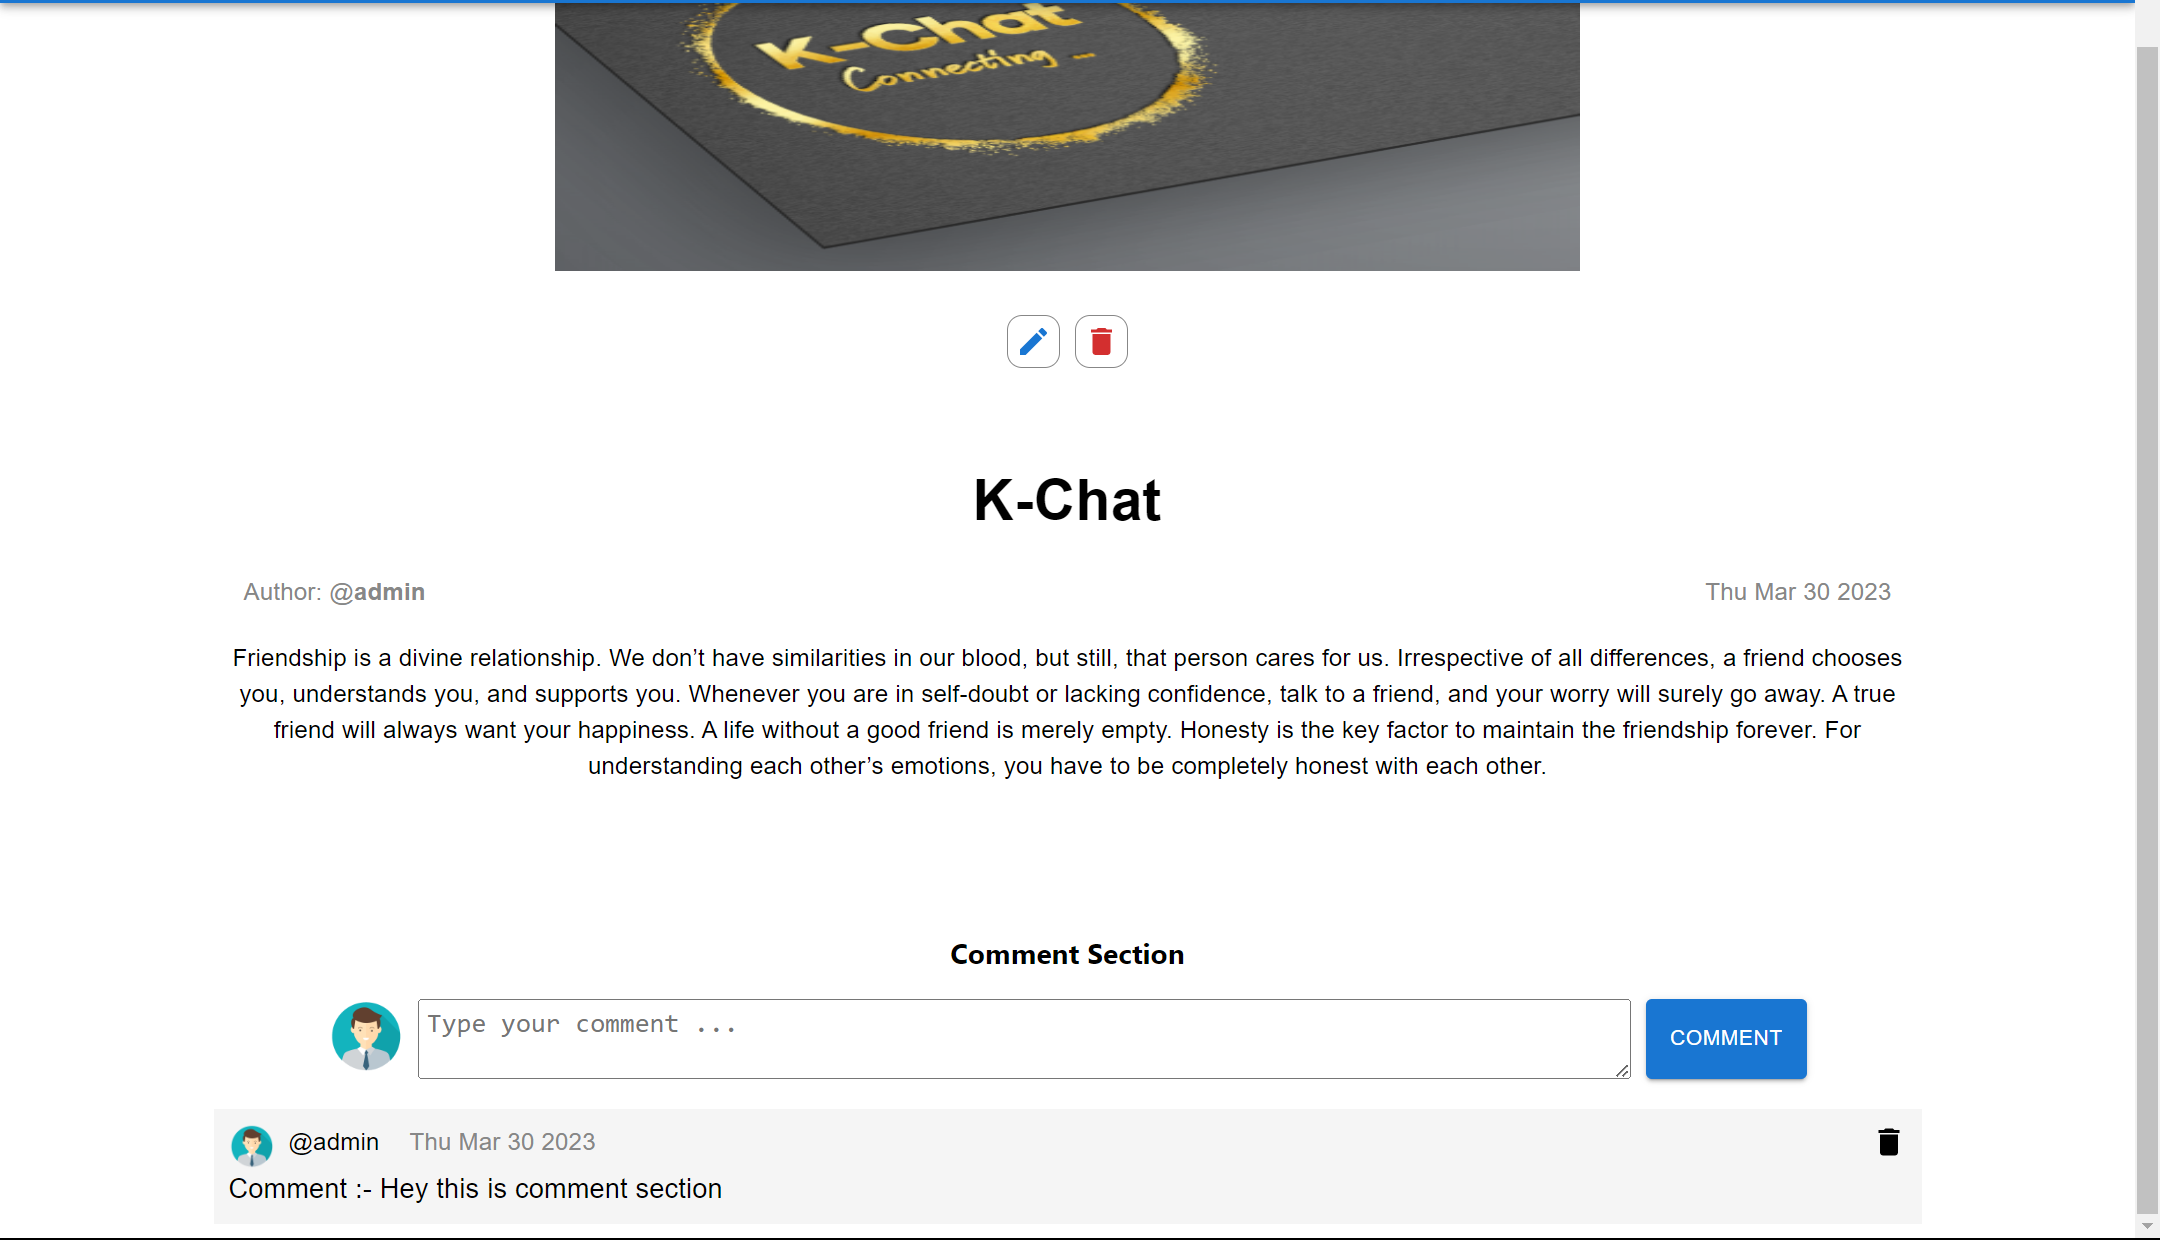 K-Chat
Connecting ...
K-Chat
Author: @admin
Thu Mar 30 2023
Friendship is a divine relationship. We don’t have similarities in our blood, but still, that person cares for us. Irrespective of all differences, a friend chooses
you, understands you, and supports you. Whenever you are in self-doubt or lacking confidence, talk to a friend, and your worry will surely go away. A true
friend will always want your happiness. A life without a good friend is merely empty. Honesty is the key factor to maintain the friendship forever. For
understanding each other’s emotions, you have to be completely honest with each other.
Comment Section
Type your comment ...
COMMENT
@admin Thu Mar 30 2023
Comment :- Hey this is comment section